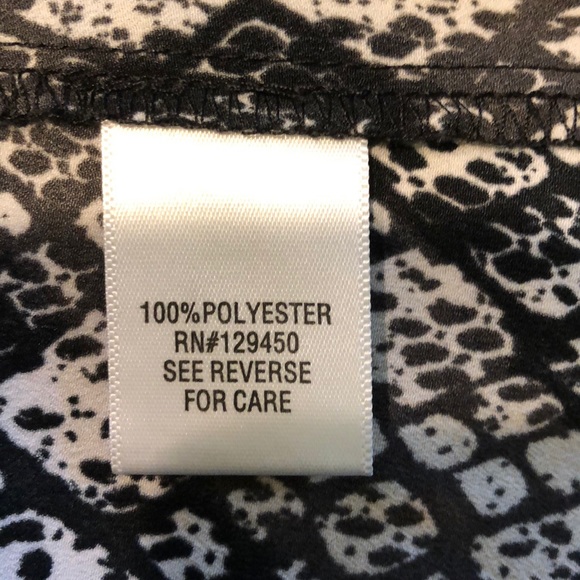 100%POLYESTER
RN#129450
SEE REVERSE
FOR CARE